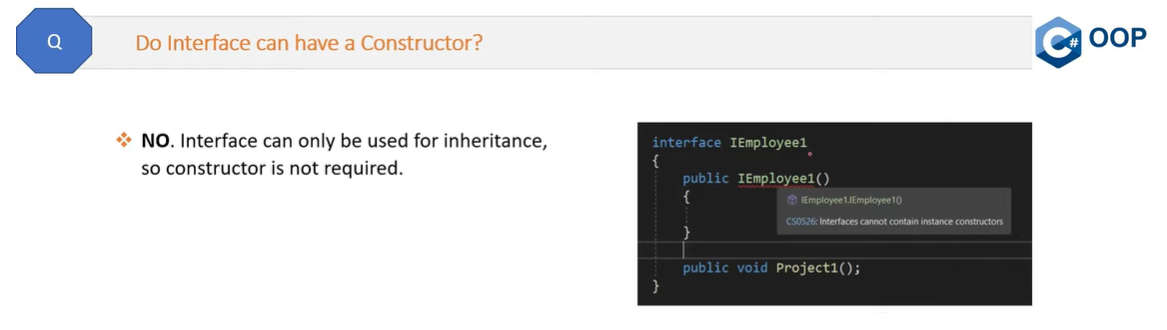 Q
Do Interface can have a Constructor?
C# OOP
❖ NO. Interface can only be used for inheritance,
so constructor is not required.
interface IEmployee1
{
public IEmployee1()
{
IEmployee1.IEmployee1()
CS0526: Interfaces cannot contain instance constructors
}
public void Project1();
}